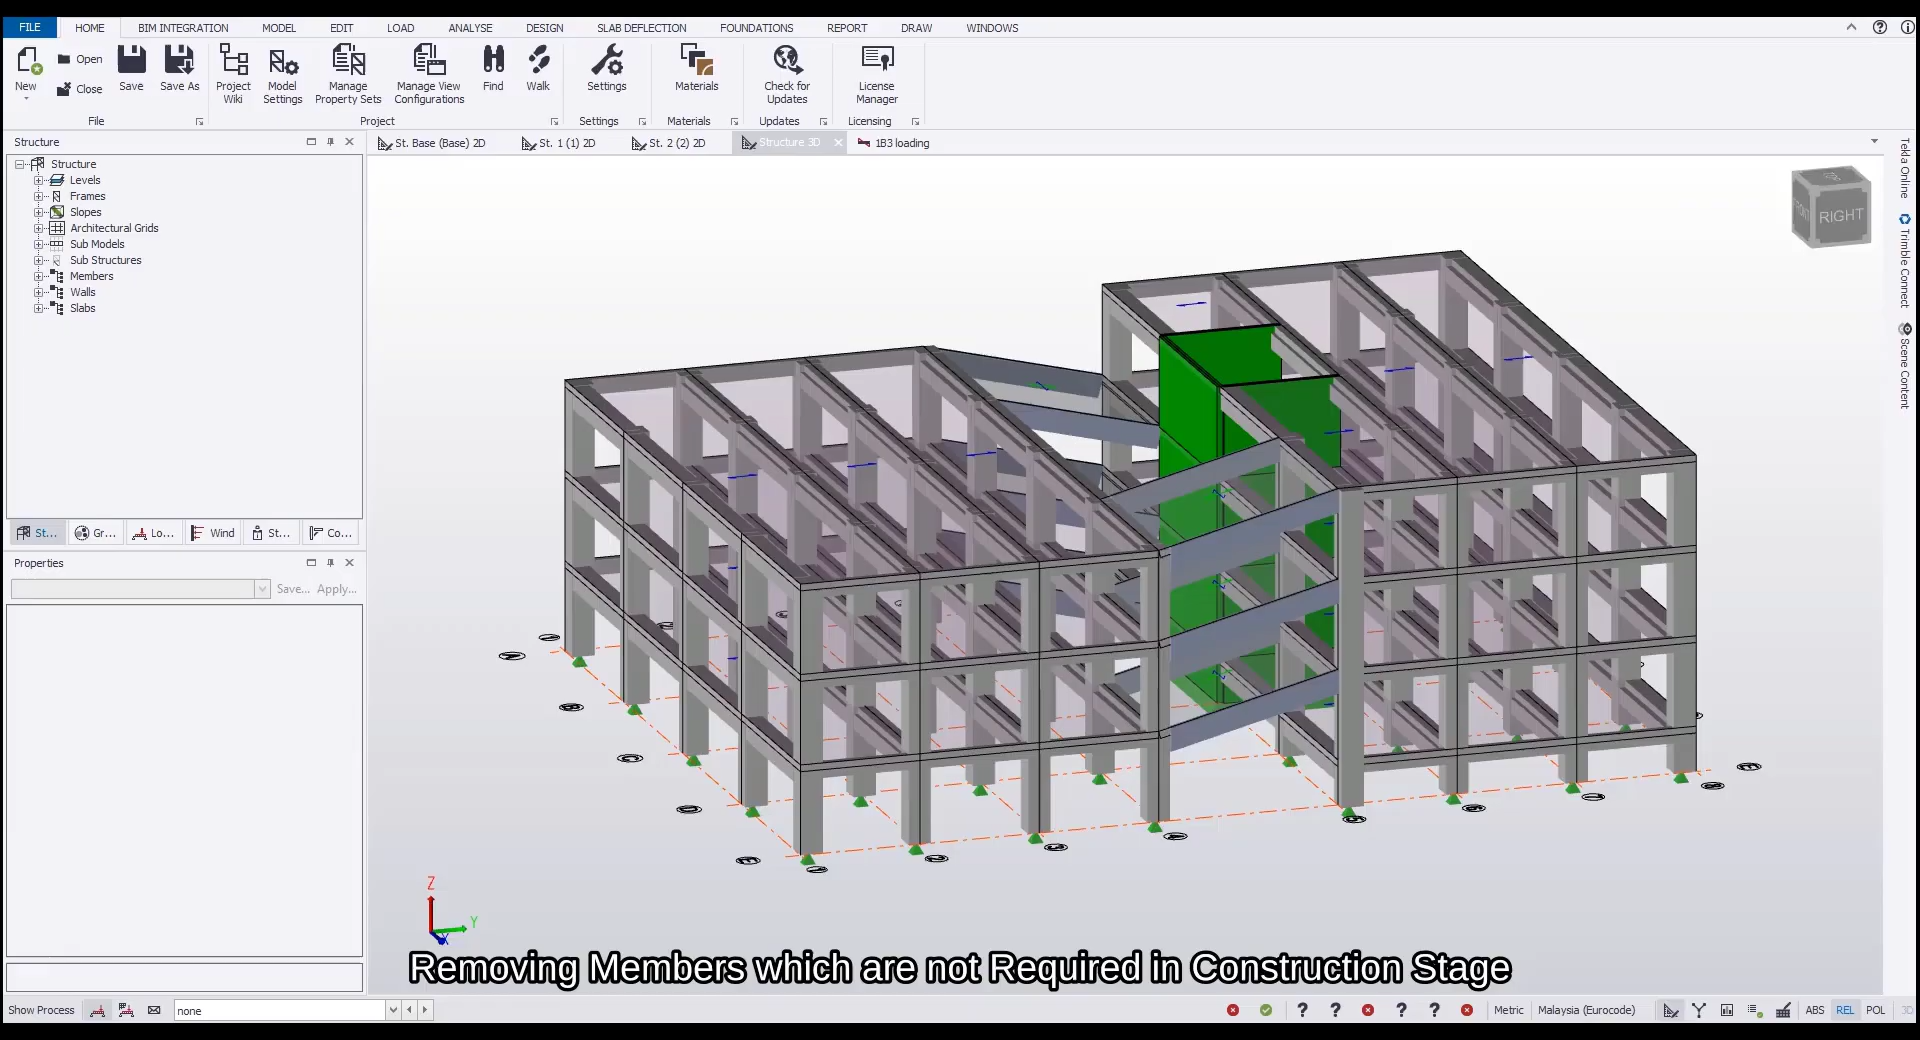 FILE HOME BIM INTEGRATION MODEL EDIT LOAD ANALYSE DESIGN SLAB DEFLECTION FOUNDATIONS REPORT DRAW WINDOWS
New Open Close Save Save As
Project Wiki Model Settings Manage Property Sets Manage View Configurations Find Walk Settings Materials Check for Updates License Manager
File Project Settings Materials Updates Licensing
Structure
St. Base (Base) 2D St. 1 (1) 2D St. 2 (2) 2D Structure 3D 1B3 loading
Structure
Levels
Frames
Slopes
Architectural Grids
Sub Models
Sub Structures
Members
Walls
Slabs
St... Gr... Lo... Wind St... Co...
Properties
Save... Apply...
RIGHT
Tekla Online
Trimble Connect
Scene Content
Z
Y
X
Removing Members which are not Required in Construction Stage
Show Process none Metric Malaysia (Eurocode) ABS REL POL 3D